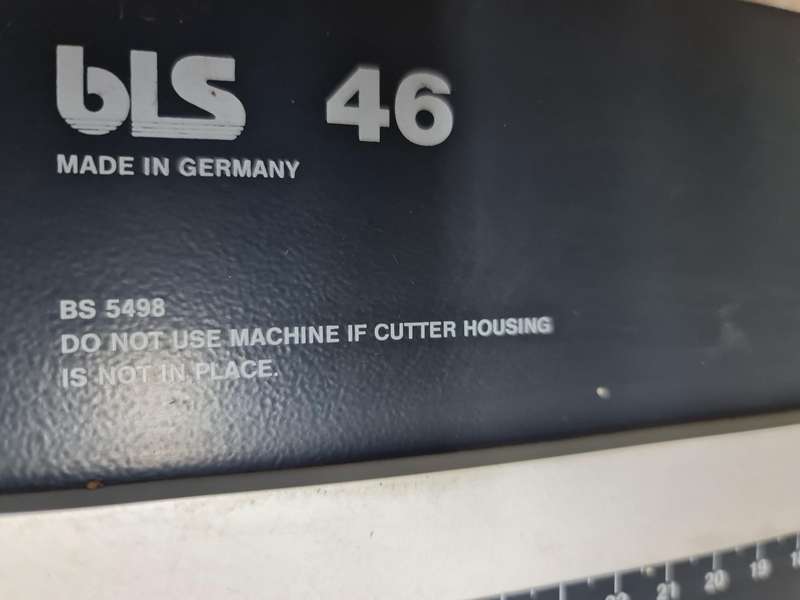 bLS 46
MADE IN GERMANY
BS 5498
DO NOT USE MACHINE IF CUTTER HOUSING
IS NOT IN PLACE.
22 21 20 19